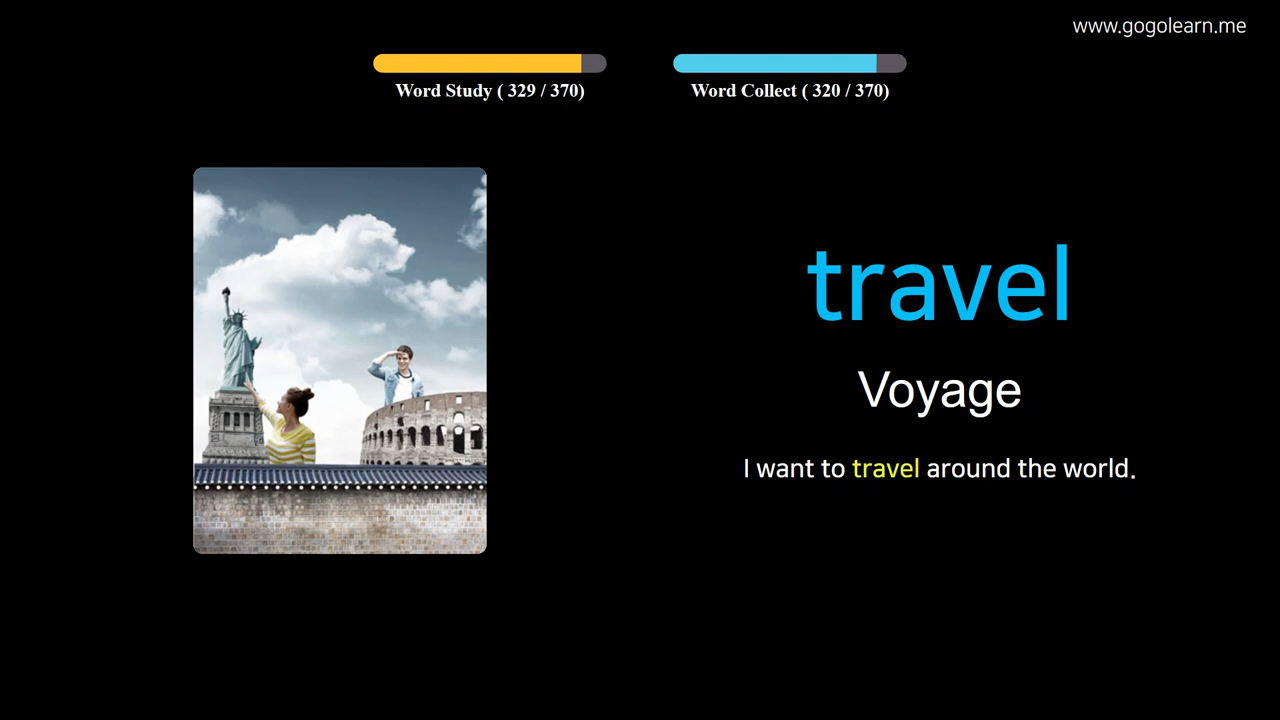 www.gogolearn.me
Word Study ( 329 / 370)
Word Collect ( 320 / 370)
travel
Voyage
I want to travel around the world.